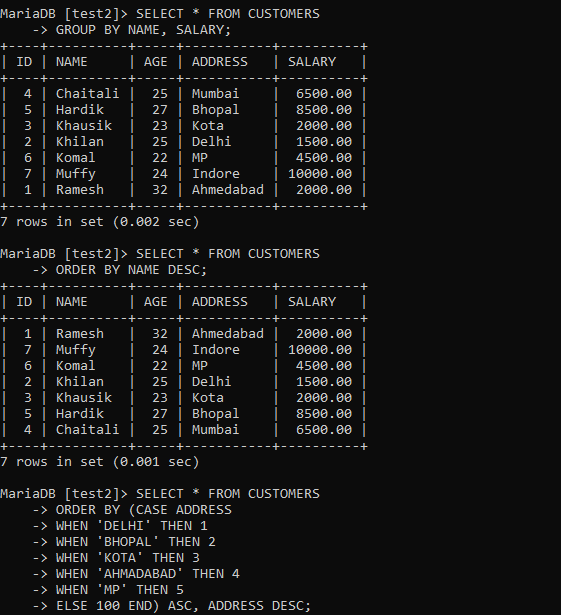 MariaDB [test2]> SELECT * FROM CUSTOMERS
    -> GROUP BY NAME, SALARY;
+----+----------+-----+-----------+----------+
| ID | NAME     | AGE | ADDRESS   | SALARY   |
+----+----------+-----+-----------+----------+
|  4 | Chaitali |  25 | Mumbai    |  6500.00 |
|  5 | Hardik   |  27 | Bhopal    |  8500.00 |
|  3 | Khausik  |  23 | Kota      |  2000.00 |
|  2 | Khilan   |  25 | Delhi     |  1500.00 |
|  6 | Komal    |  22 | MP        |  4500.00 |
|  7 | Muffy    |  24 | Indore    | 10000.00 |
|  1 | Ramesh   |  32 | Ahmedabad |  2000.00 |
+----+----------+-----+-----------+----------+
7 rows in set (0.002 sec)

MariaDB [test2]> SELECT * FROM CUSTOMERS
    -> ORDER BY NAME DESC;
+----+----------+-----+-----------+----------+
| ID | NAME     | AGE | ADDRESS   | SALARY   |
+----+----------+-----+-----------+----------+
|  1 | Ramesh   |  32 | Ahmedabad |  2000.00 |
|  7 | Muffy    |  24 | Indore    | 10000.00 |
|  6 | Komal    |  22 | MP        |  4500.00 |
|  2 | Khilan   |  25 | Delhi     |  1500.00 |
|  3 | Khausik  |  23 | Kota      |  2000.00 |
|  5 | Hardik   |  27 | Bhopal    |  8500.00 |
|  4 | Chaitali |  25 | Mumbai    |  6500.00 |
+----+----------+-----+-----------+----------+
7 rows in set (0.001 sec)

MariaDB [test2]> SELECT * FROM CUSTOMERS
    -> ORDER BY (CASE ADDRESS
    -> WHEN 'DELHI' THEN 1
    -> WHEN 'BHOPAL' THEN 2
    -> WHEN 'KOTA' THEN 3
    -> WHEN 'AHMADABAD' THEN 4
    -> WHEN 'MP' THEN 5
    -> ELSE 100 END) ASC, ADDRESS DESC;